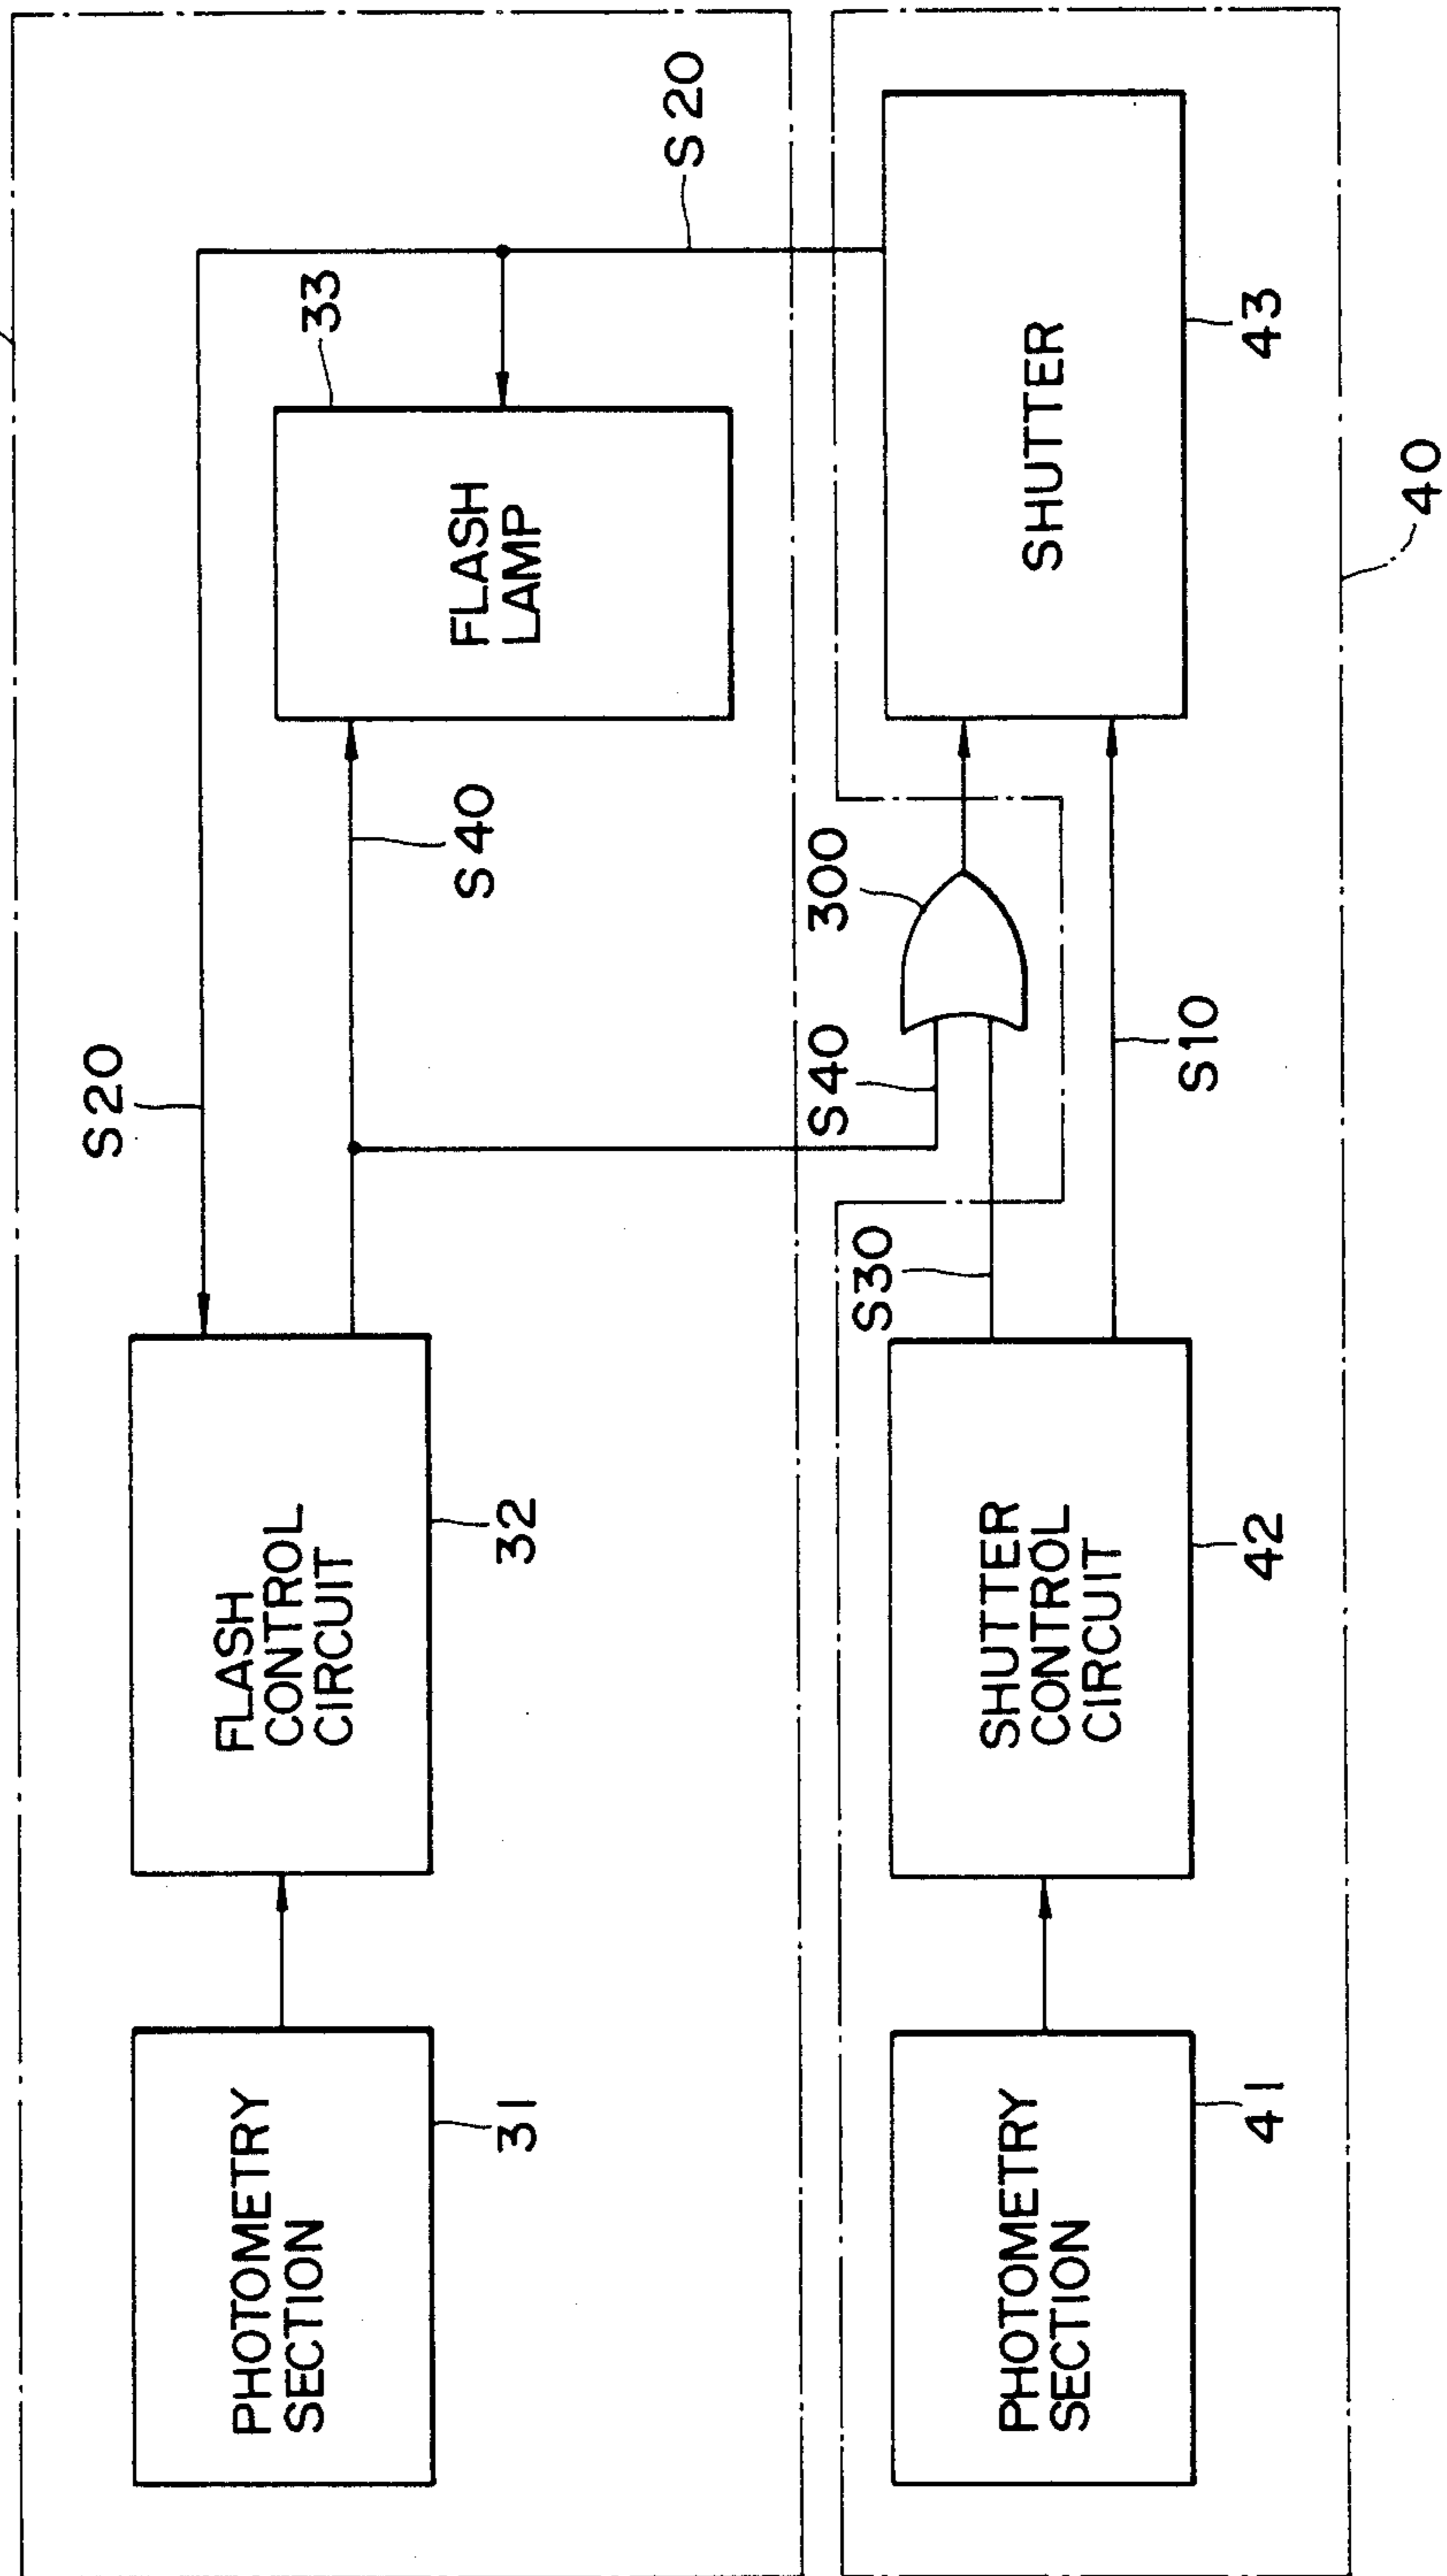 S20
S20
33
FLASH
LAMP
S40
FLASH
CONTROL
CIRCUIT
32
PHOTOMETRY
SECTION
31
300
S40
S30
S10
SHUTTER
43
SHUTTER
CONTROL
CIRCUIT
42
PHOTOMETRY
SECTION
41
40